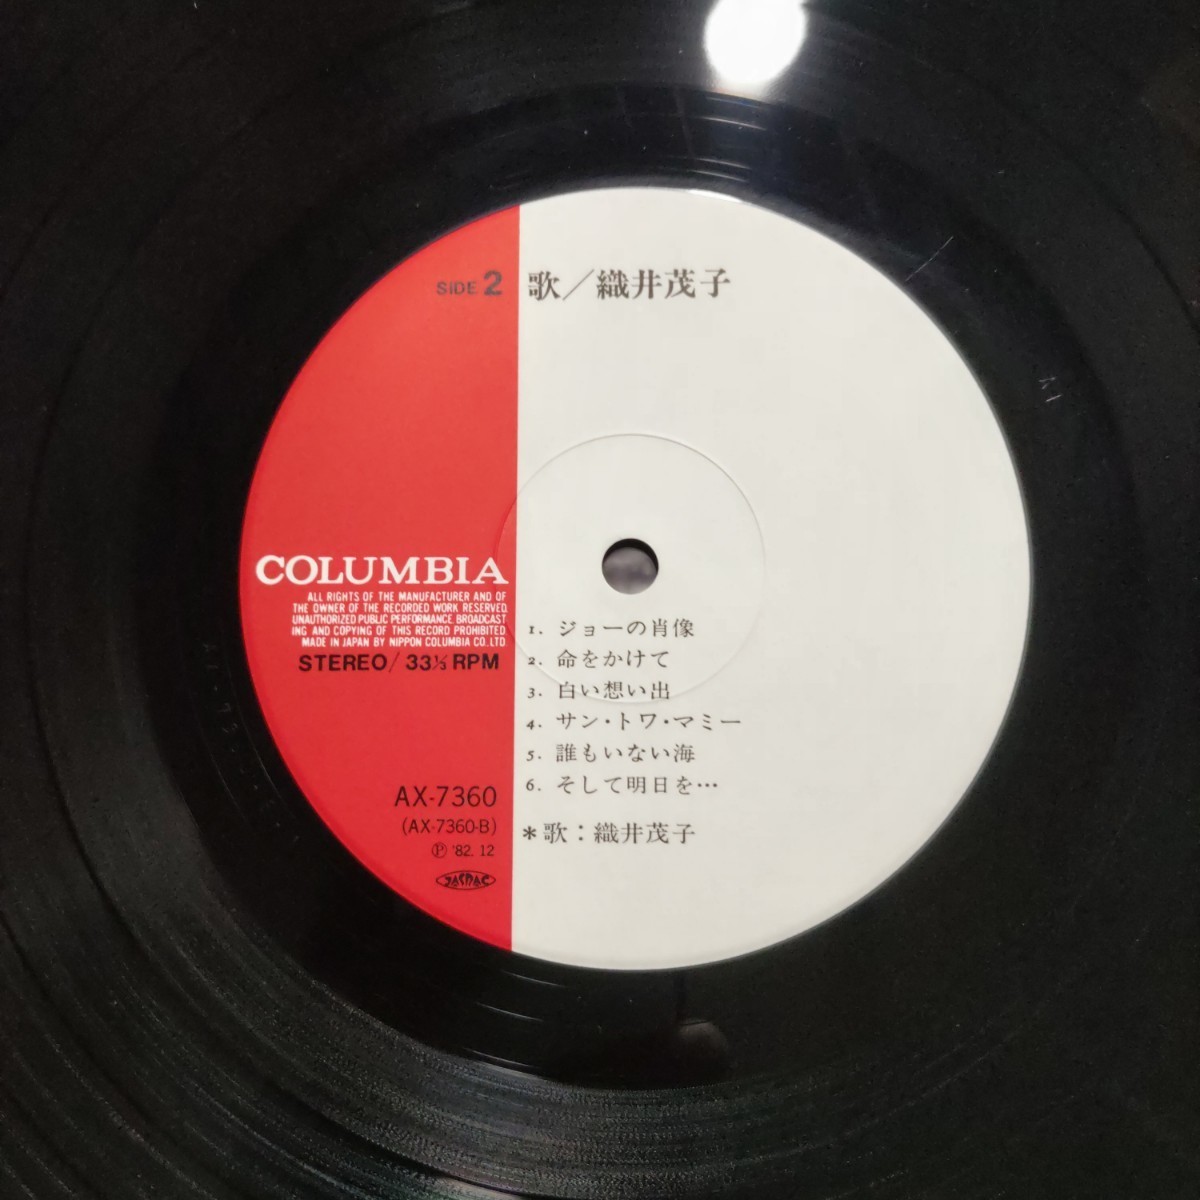 SIDE 2
歌／織井茂子
COLUMBIA
ALL RIGHTS OF THE MANUFACTURER AND OF
THE OWNER OF THE RECORDED WORK RESERVED.
UNAUTHORIZED PUBLIC PERFORMANCE BROADCAST
ING AND COPYING OF THIS RECORD PROHIBITED
MADE IN JAPAN BY NIPPON COLUMBIA CO.,LTD.
STEREO/33⅓ RPM
1. ジョーの肖像
2. 命をかけて
3. 白い想い出
4. サン・トワ・マミー
5. 誰もいない海
6. そして明日を…
＊歌：織井茂子
AX-7360
(AX-7360-B)
Ⓟ '82. 12
JASRAC